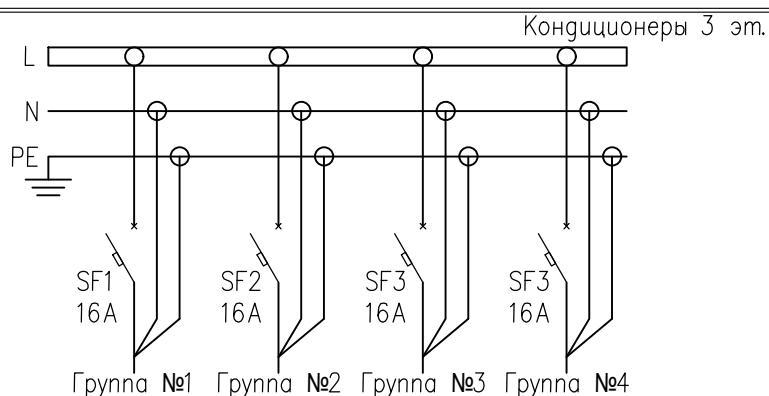 Кондиционеры 3 эт.
L
N
PE
SF1 SF2 SF3 SF3
16A 16A 16A 16A
Группа №1 Группа №2 Группа №3 Группа №4